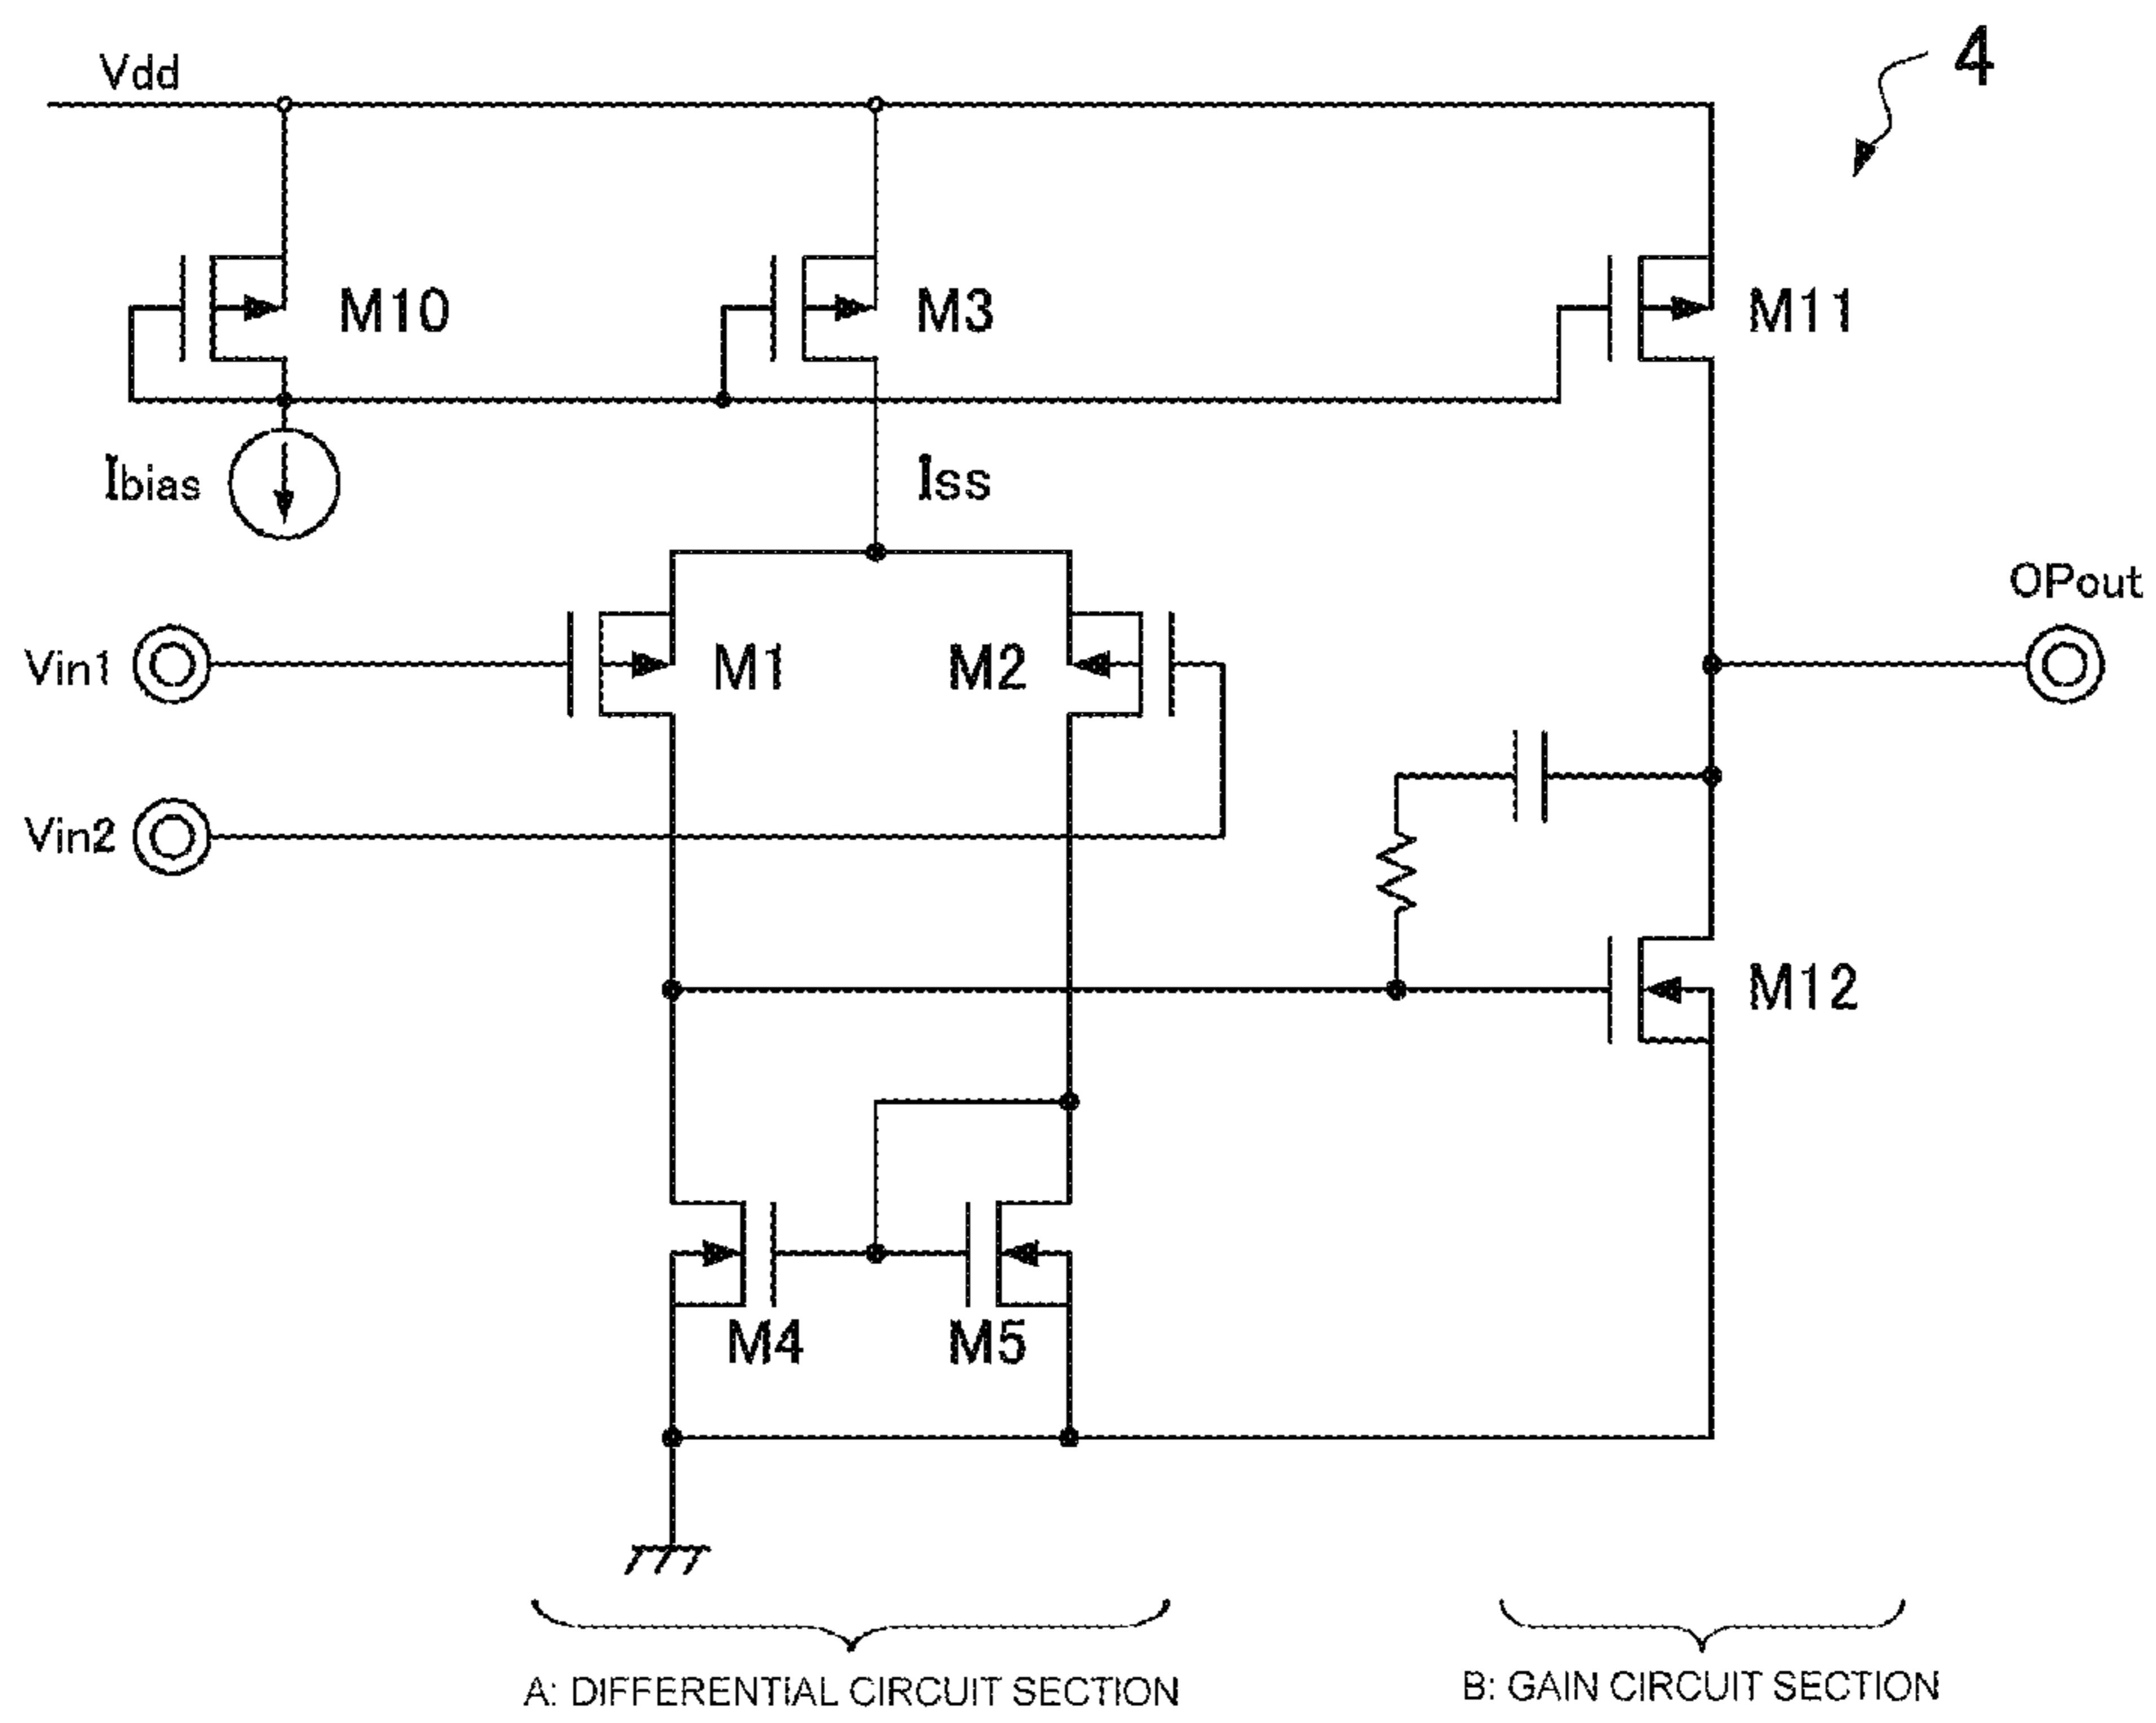 4
Vdd
M10
M3
M11
Ibias
Iss
OPout
Vin1
M1
M2
Vin2
M12
M4
M5
A: DIFFERENTIAL CIRCUIT SECTION
B: GAIN CIRCUIT SECTION